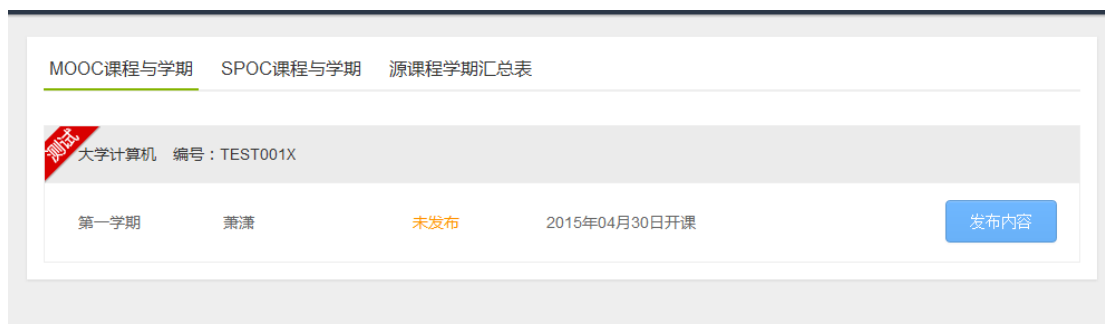 MOOC课程与学期 SPOC课程与学期 源课程学期汇总表
测试
大学计算机 编号：TEST001X
第一学期 萧潇 未发布 2015年04月30日开课 发布内容